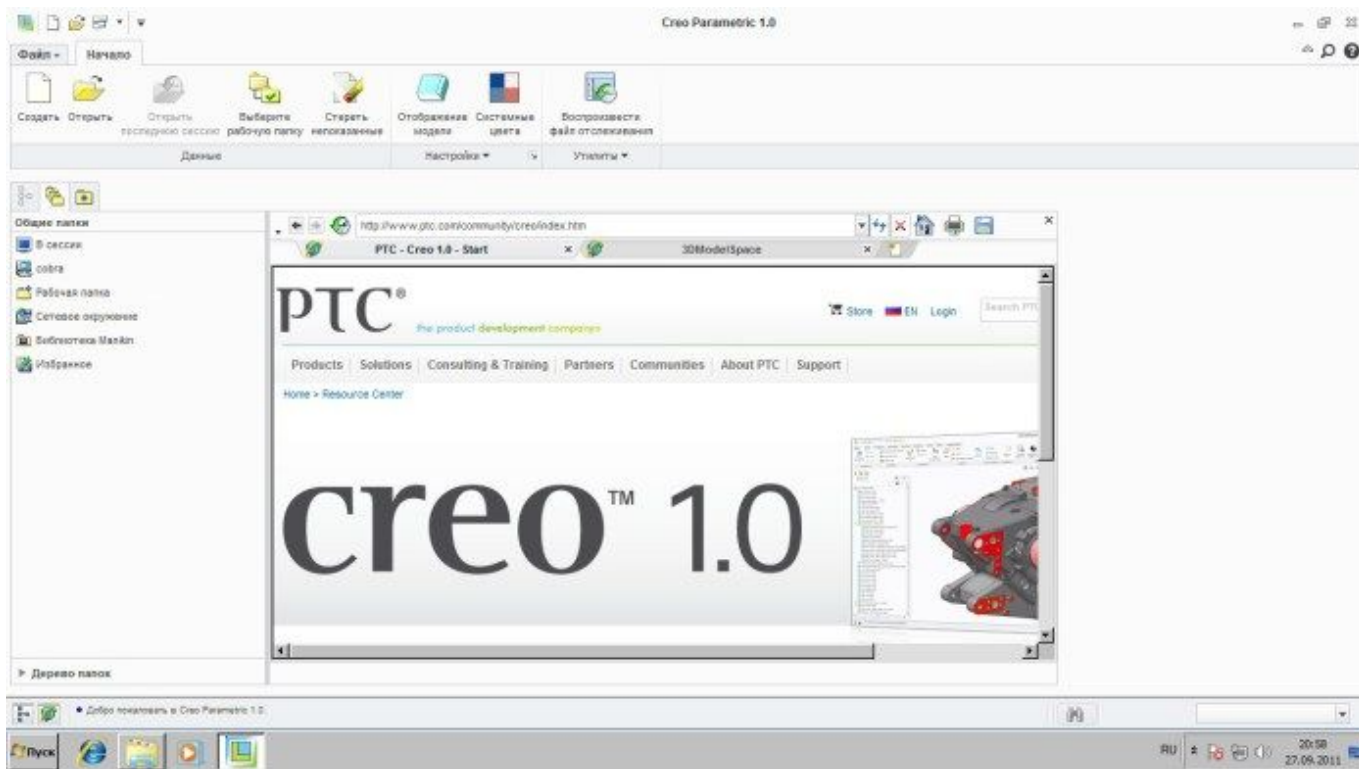 Creo Parametric 1.0
Файл
Начало
Создать Открыть Открыть последнюю сессию Выберите рабочую папку Стереть непоказанные Отображение модели Системные цвета Воспроизвести файл отслеживания
Данные Настройка Утилиты
Общие папки
В сессии
cobra
Рабочая папка
Сетевое окружение
Библиотека Manikin
Избранное
Дерево папок
http://www.ptc.com/community/creo/index.htm
PTC - Creo 1.0 - Start 3DModelSpace
PTC®
the product development company
Store EN Login Search PTC
Products Solutions Consulting & Training Partners Communities About PTC Support
Home > Resource Center
creo™ 1.0
Добро пожаловать в Creo Parametric 1.0.
Пуск
RU 20:58
27.09.2011